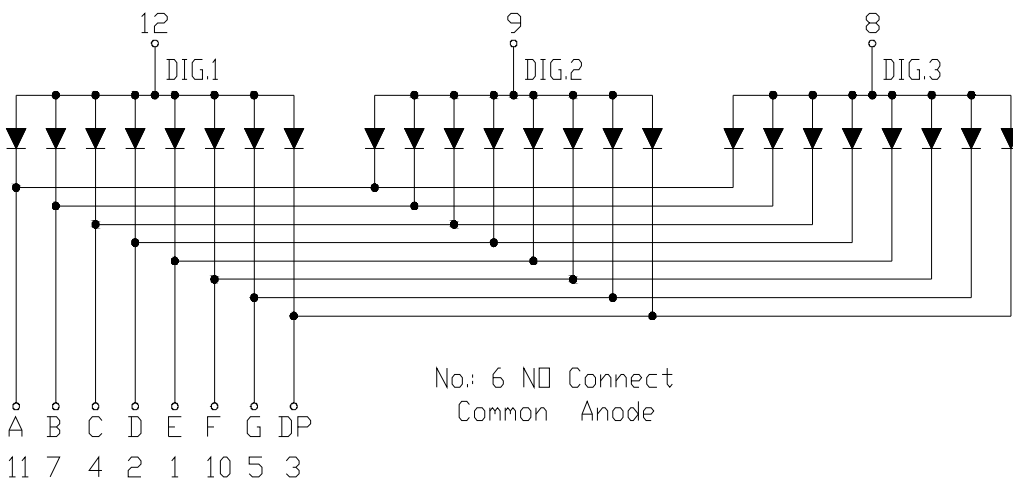 12 9 8
DIG.1 DIG.2 DIG.3
No.: 6 NO Connect
Common Anode
A B C D E F G DP
11 7 4 2 1 10 5 3